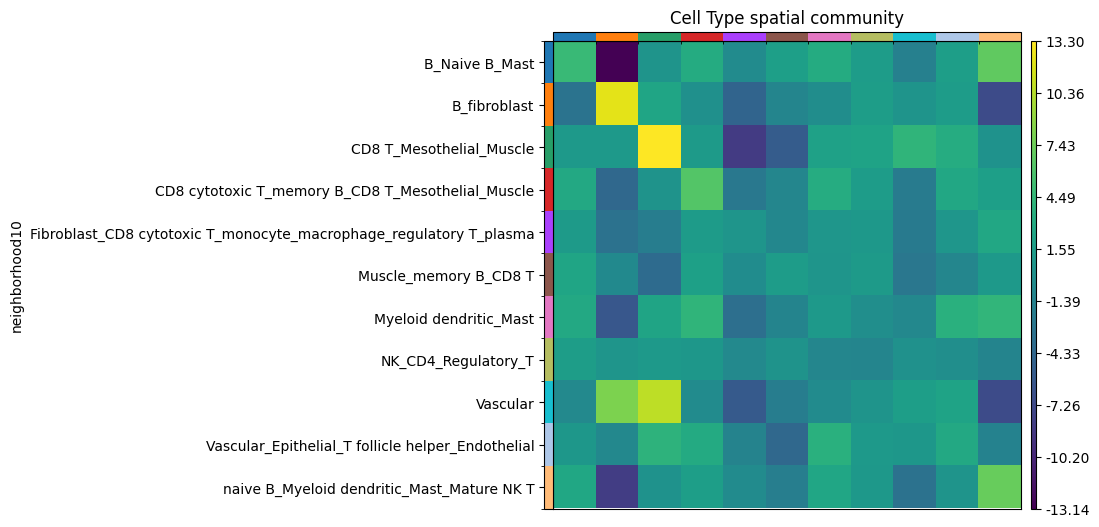 Cell Type spatial community
B_Naive B_Mast
B_fibroblast
CD8 T_Mesothelial_Muscle
CD8 cytotoxic T_memory B_CD8 T_Mesothelial_Muscle
Fibroblast_CD8 cytotoxic T_monocyte_macrophage_regulatory T_plasma
Muscle_memory B_CD8 T
Myeloid dendritic_Mast
NK_CD4_Regulatory_T
Vascular
Vascular_Epithelial_T follicle helper_Endothelial
naive B_Myeloid dendritic_Mast_Mature NK T
neighborhood10
13.30
10.36
7.43
4.49
1.55
-1.39
-4.33
-7.26
-10.20
-13.14